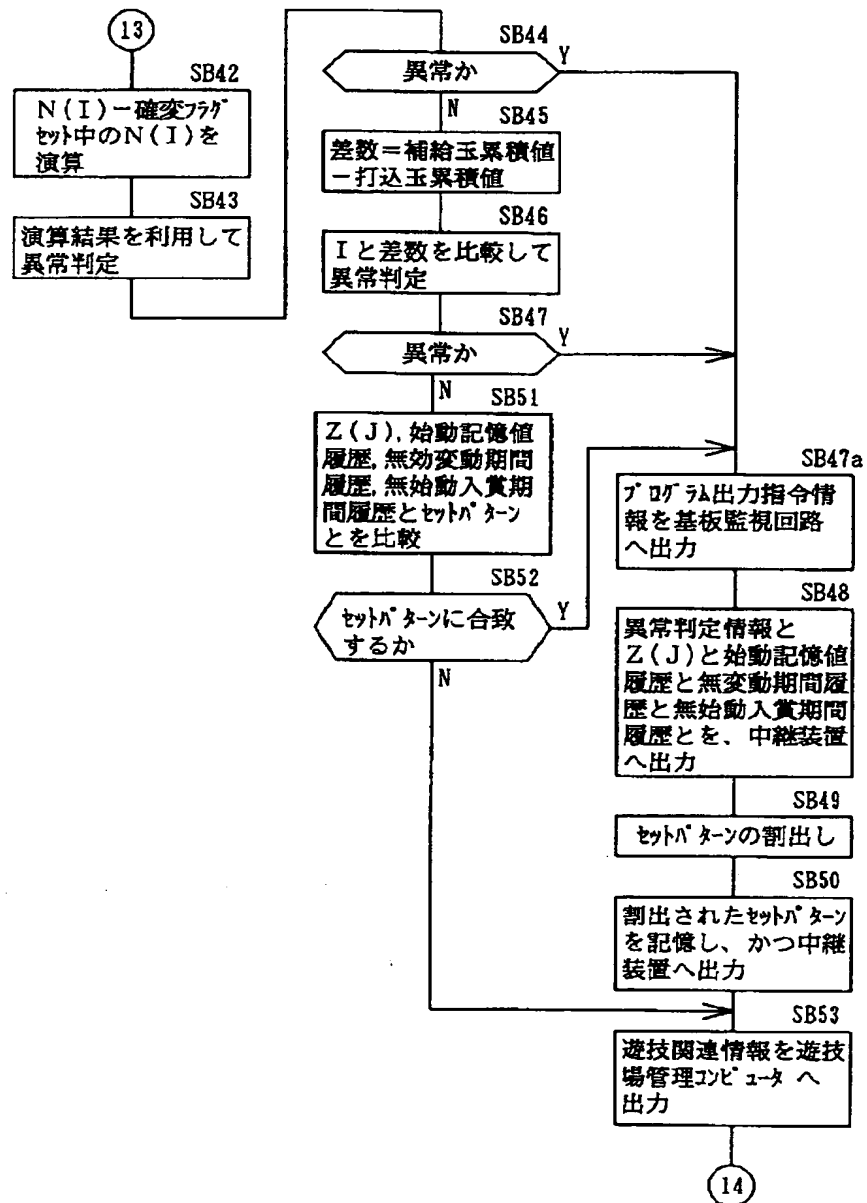 13
SB42
N(I)－確変フラグ
セット中のN(I)を
演算
SB43
演算結果を利用して
異常判定
SB44
異常か
Y
N
SB45
差数＝補給玉累積値
－打込玉累積値
SB46
Iと差数を比較して
異常判定
SB47
異常か
Y
N
SB51
Z(J),始動記憶値
履歴,無効変動期間
履歴,無始動入賞期
間履歴とセットパターン
とを比較
SB52
セットパターンに合致
するか
Y
N
SB47a
プログラム出力指令情
報を基板監視回路
へ出力
SB48
異常判定情報と
Z(J)と始動記憶値
履歴と無変動期間履
歴と無始動入賞期間
履歴とを、中継装置
へ出力
SB49
セットパターンの割出し
SB50
割出されたセットパターン
を記憶し、かつ中継
装置へ出力
SB53
遊技関連情報を遊技
場管理コンピュータへ
出力
14